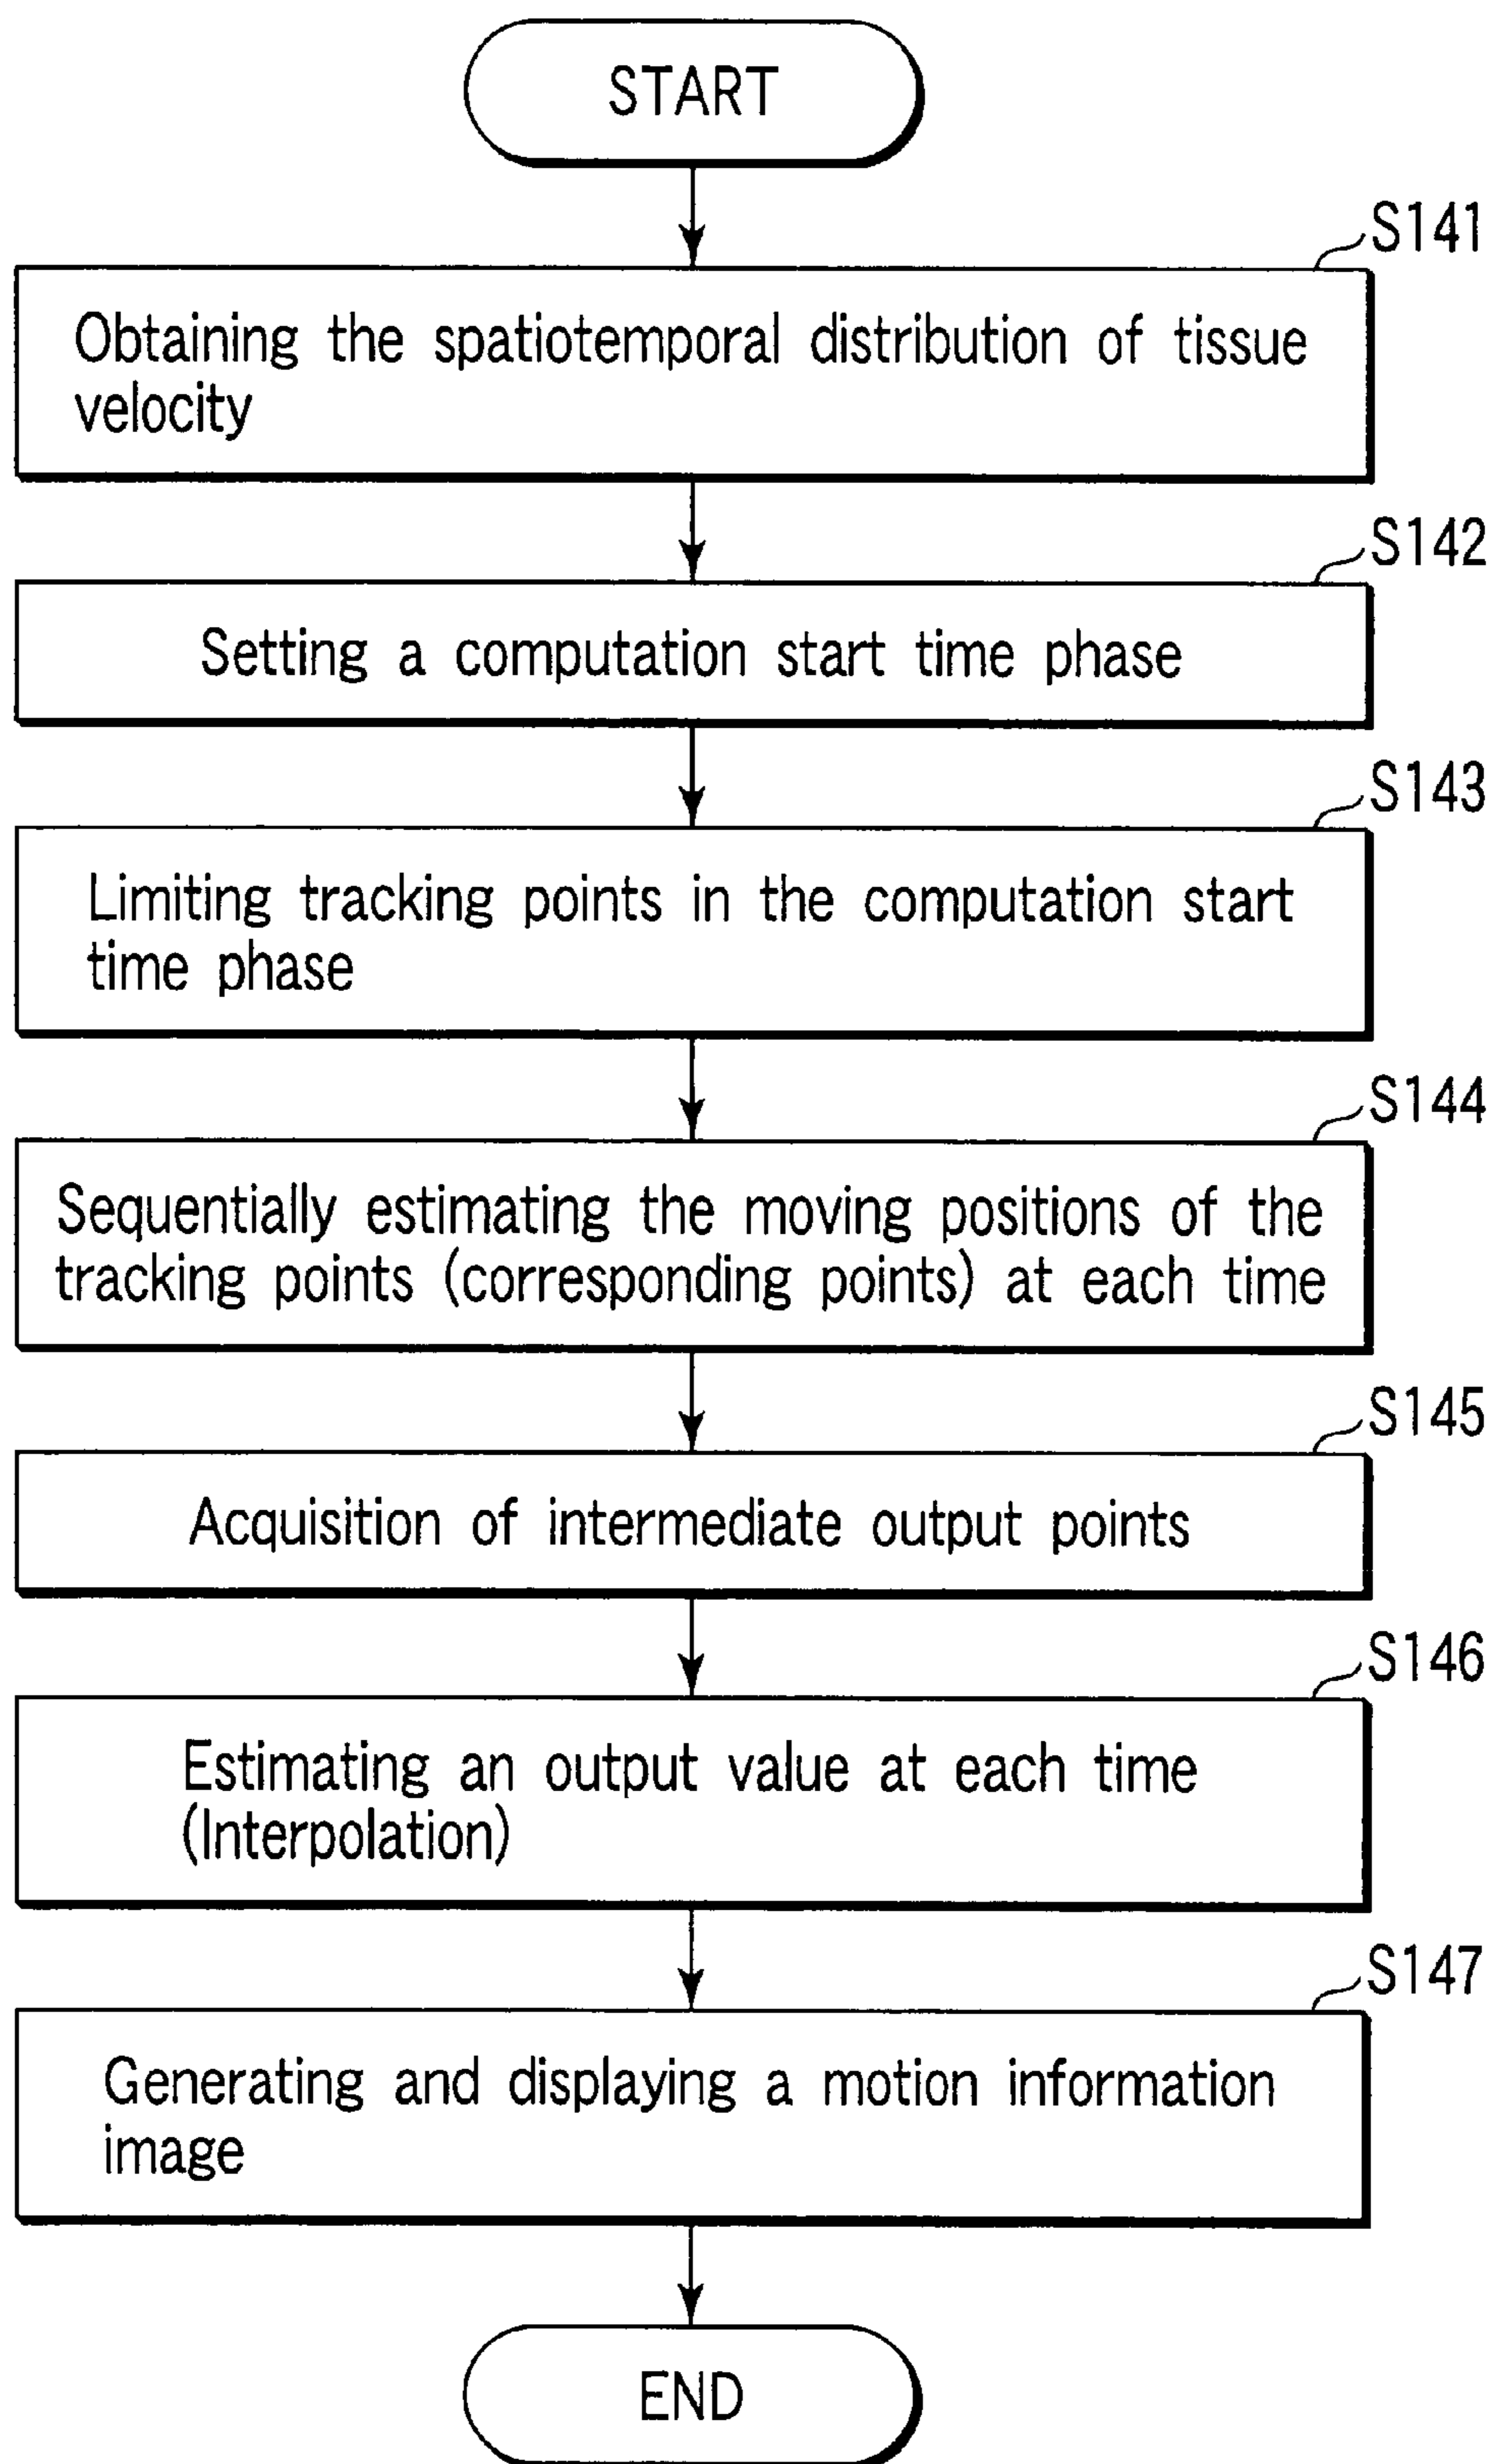 START
S141
Obtaining the spatiotemporal distribution of tissue
velocity
S142
Setting a computation start time phase
S143
Limiting tracking points in the computation start
time phase
S144
Sequentially estimating the moving positions of the
tracking points (corresponding points) at each time
S145
Acquisition of intermediate output points
S146
Estimating an output value at each time
(Interpolation)
S147
Generating and displaying a motion information
image
END